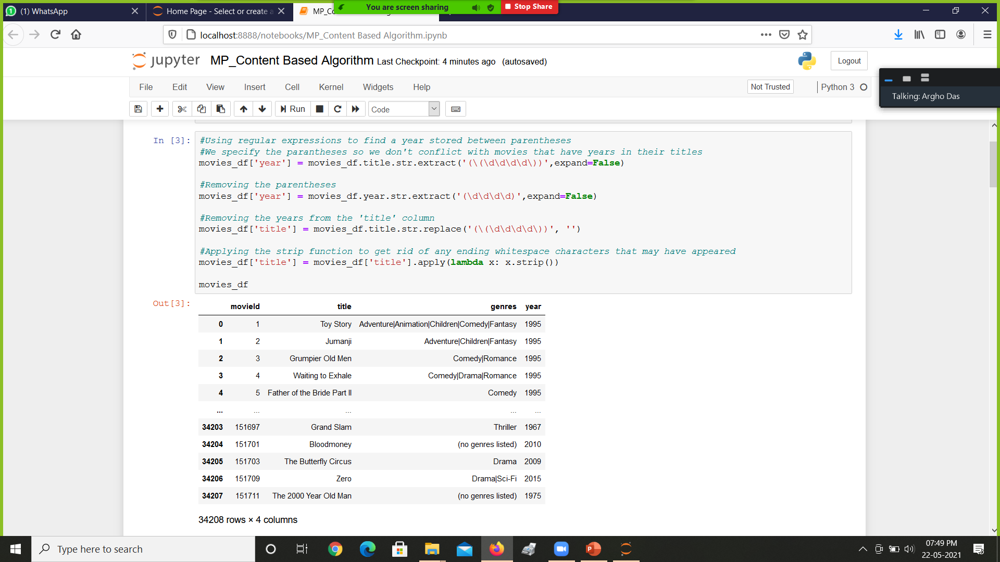 (1) WhatsApp
Home Page - Select or create a
MP_Co
You are screen sharing
Stop Share
localhost:8888/notebooks/MP_Content Based Algorithm.ipynb
jupyter MP_Content Based Algorithm Last Checkpoint: 4 minutes ago (autosaved)
Logout
File Edit View Insert Cell Kernel Widgets Help
Not Trusted
Python 3
Talking: Argho Das
Run
Code
In [3]:
#Using regular expressions to find a year stored between parentheses
#We specify the parantheses so we don't conflict with movies that have years in their titles
movies_df['year'] = movies_df.title.str.extract('(\(\d\d\d\d\))',expand=False)
#Removing the parentheses
movies_df['year'] = movies_df.year.str.extract('(\d\d\d\d)',expand=False)
#Removing the years from the 'title' column
movies_df['title'] = movies_df.title.str.replace('(\(\d\d\d\d\))', '')
#Applying the strip function to get rid of any ending whitespace characters that may have appeared
movies_df['title'] = movies_df['title'].apply(lambda x: x.strip())
movies_df
Out[3]:
movieId title genres year
0 1 Toy Story Adventure|Animation|Children|Comedy|Fantasy 1995
1 2 Jumanji Adventure|Children|Fantasy 1995
2 3 Grumpier Old Men Comedy|Romance 1995
3 4 Waiting to Exhale Comedy|Drama|Romance 1995
4 5 Father of the Bride Part II Comedy 1995
... ... ... ... ...
34203 151697 Grand Slam Thriller 1967
34204 151701 Bloodmoney (no genres listed) 2010
34205 151703 The Butterfly Circus Drama 2009
34206 151709 Zero Drama|Sci-Fi 2015
34207 151711 The 2000 Year Old Man (no genres listed) 1975
34208 rows × 4 columns
Type here to search
07:49 PM
22-05-2021